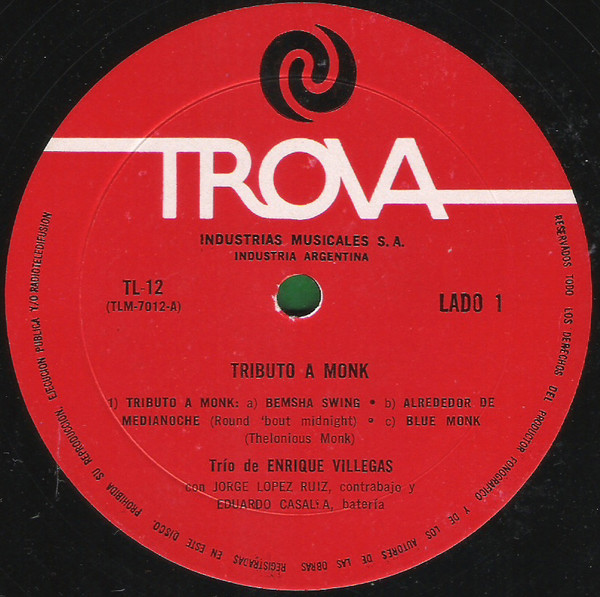 TROVA
INDUSTRIAS MUSICALES S. A.
INDUSTRIA ARGENTINA
TL-12
(TLM-7012-A)
LADO 1
TRIBUTO A MONK
1) TRIBUTO A MONK: a) BEMSHA SWING • b) ALREDEDOR DE
MEDIANOCHE (Round 'bout midnight) • c) BLUE MONK
(Thelonious Monk)
Trío de ENRIQUE VILLEGAS
con JORGE LOPEZ RUIZ, contrabajo y
EDUARDO CASALLA, batería
RESERVADOS TODO LOS DERECHOS DEL PRODUCTOR FONOGRAFICO Y DE LOS AUTORES DE LAS OBRAS REGISTRADAS EN ESTE DISCO. PROHIBIDA SU REPRODUCCION, EJECUCION PUBLICA Y/O RADIOTELEDIFUSION